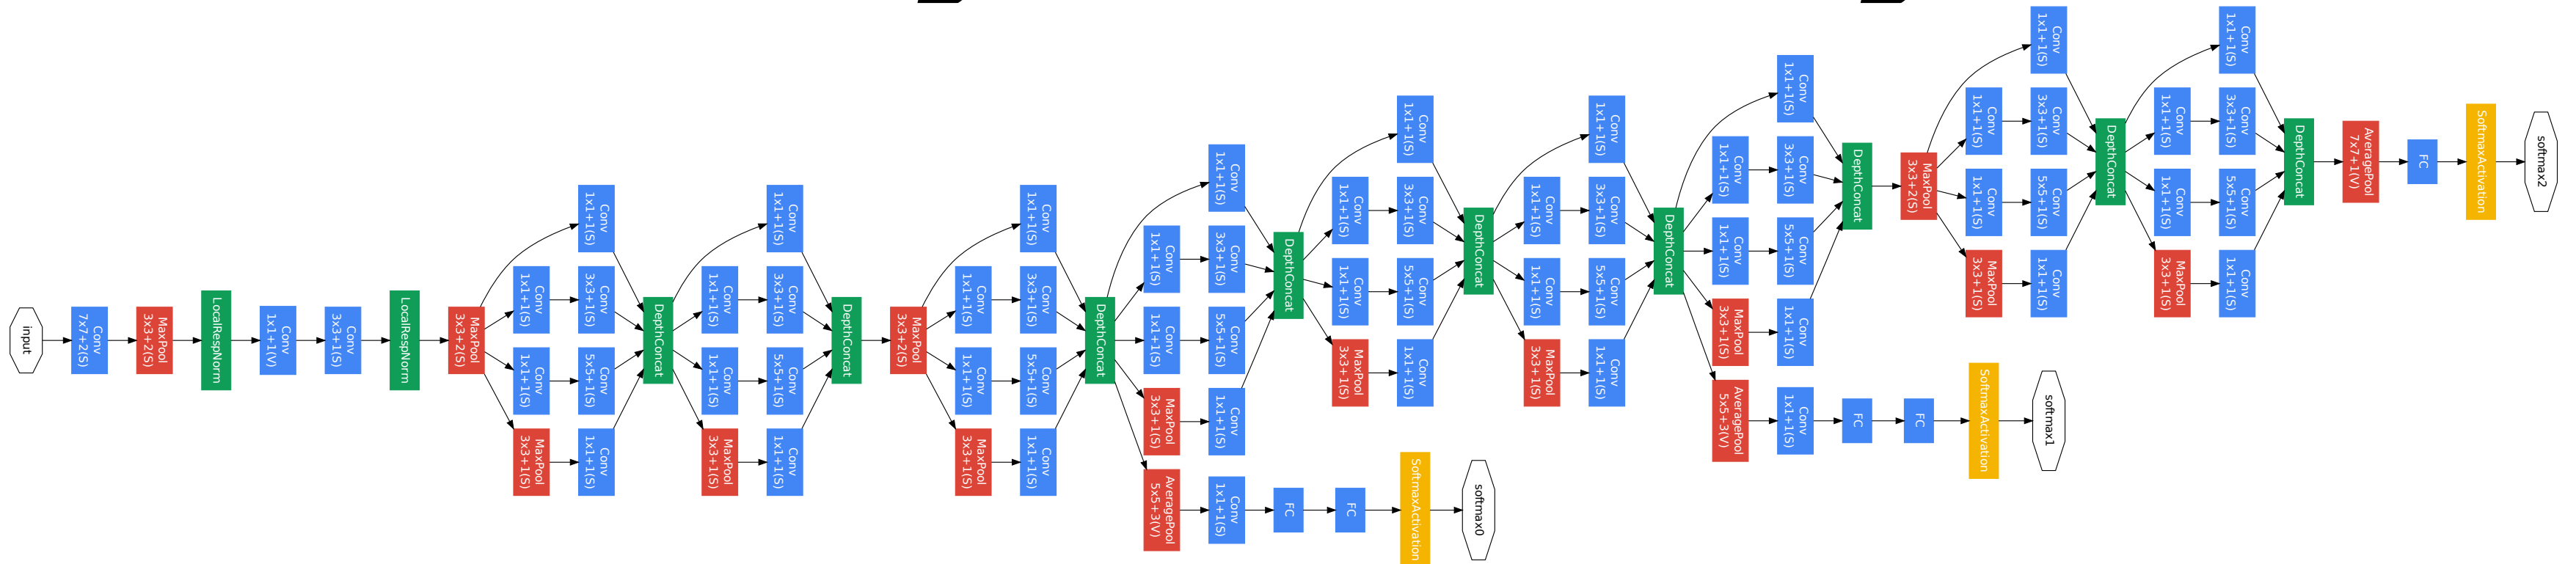 input
Conv
7x7+2(S)
MaxPool
3x3+2(S)
LocalRespNorm
Conv
1x1+1(V)
Conv
3x3+1(S)
LocalRespNorm
MaxPool
3x3+2(S)
Conv
1x1+1(S)
Conv
1x1+1(S)
MaxPool
3x3+1(S)
Conv
1x1+1(S)
Conv
3x3+1(S)
Conv
5x5+1(S)
Conv
1x1+1(S)
DepthConcat
Conv
1x1+1(S)
Conv
1x1+1(S)
MaxPool
3x3+1(S)
Conv
1x1+1(S)
Conv
3x3+1(S)
Conv
5x5+1(S)
Conv
1x1+1(S)
DepthConcat
MaxPool
3x3+2(S)
Conv
1x1+1(S)
Conv
1x1+1(S)
MaxPool
3x3+1(S)
Conv
1x1+1(S)
Conv
3x3+1(S)
Conv
5x5+1(S)
Conv
1x1+1(S)
DepthConcat
Conv
1x1+1(S)
Conv
1x1+1(S)
MaxPool
3x3+1(S)
AveragePool
5x5+3(V)
Conv
1x1+1(S)
Conv
3x3+1(S)
Conv
5x5+1(S)
Conv
1x1+1(S)
Conv
1x1+1(S)
DepthConcat
FC
FC
SoftmaxActivation
softmax0
Conv
1x1+1(S)
Conv
1x1+1(S)
MaxPool
3x3+1(S)
Conv
1x1+1(S)
Conv
3x3+1(S)
Conv
5x5+1(S)
Conv
1x1+1(S)
DepthConcat
Conv
1x1+1(S)
Conv
1x1+1(S)
MaxPool
3x3+1(S)
Conv
1x1+1(S)
Conv
3x3+1(S)
Conv
5x5+1(S)
Conv
1x1+1(S)
DepthConcat
Conv
1x1+1(S)
Conv
1x1+1(S)
MaxPool
3x3+1(S)
AveragePool
5x5+3(V)
Conv
1x1+1(S)
Conv
3x3+1(S)
Conv
5x5+1(S)
Conv
1x1+1(S)
Conv
1x1+1(S)
DepthConcat
FC
FC
SoftmaxActivation
softmax1
MaxPool
3x3+2(S)
Conv
1x1+1(S)
Conv
1x1+1(S)
MaxPool
3x3+1(S)
Conv
1x1+1(S)
Conv
3x3+1(S)
Conv
5x5+1(S)
Conv
1x1+1(S)
DepthConcat
Conv
1x1+1(S)
Conv
1x1+1(S)
MaxPool
3x3+1(S)
Conv
1x1+1(S)
Conv
3x3+1(S)
Conv
5x5+1(S)
Conv
1x1+1(S)
DepthConcat
AveragePool
7x7+1(V)
FC
SoftmaxActivation
softmax2